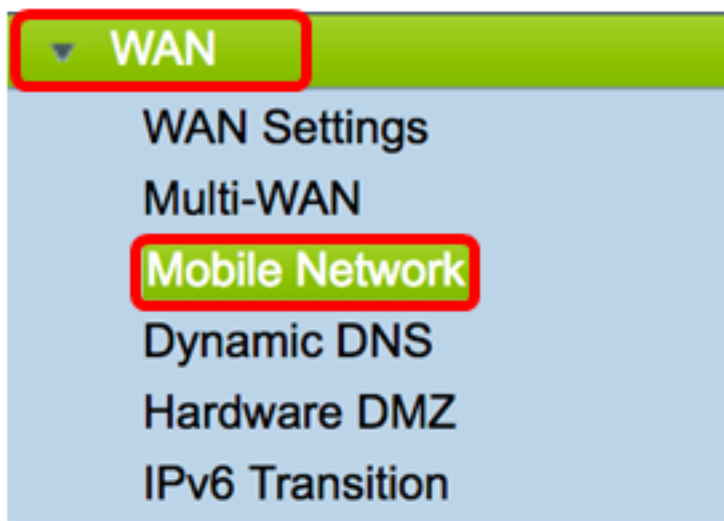 WAN
WAN Settings
Multi-WAN
Mobile Network
Dynamic DNS
Hardware DMZ
IPv6 Transition